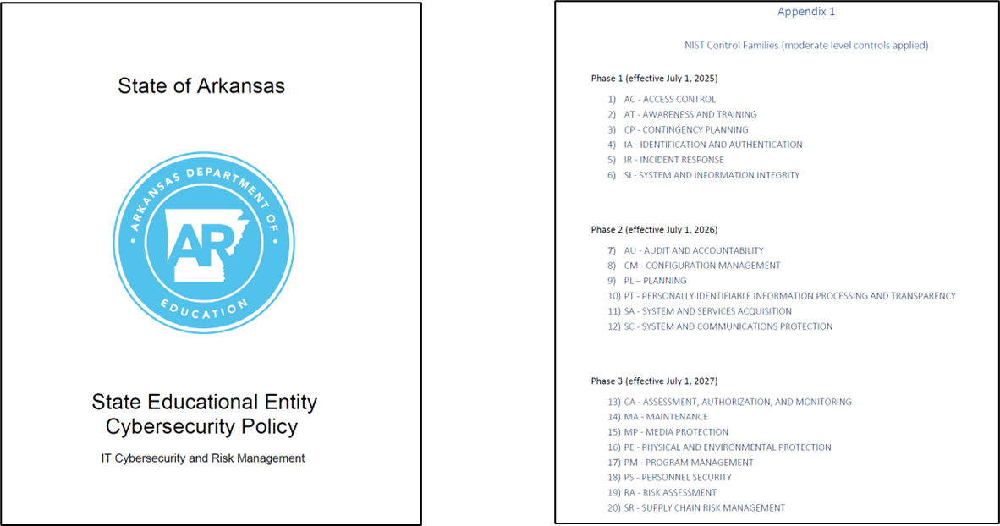 State of Arkansas
ARKANSAS DEPARTMENT OF
AR
EDUCATION
State Educational Entity
Cybersecurity Policy
IT Cybersecurity and Risk Management
Appendix 1
NIST Control Families (moderate level controls applied)
Phase 1 (effective July 1, 2025)
1) AC - ACCESS CONTROL
2) AT - AWARENESS AND TRAINING
3) CP - CONTINGENCY PLANNING
4) IA - IDENTIFICATION AND AUTHENTICATION
5) IR - INCIDENT RESPONSE
6) SI - SYSTEM AND INFORMATION INTEGRITY
Phase 2 (effective July 1, 2026)
7) AU - AUDIT AND ACCOUNTABILITY
8) CM - CONFIGURATION MANAGEMENT
9) PL – PLANNING
10) PT - PERSONALLY IDENTIFIABLE INFORMATION PROCESSING AND TRANSPARENCY
11) SA - SYSTEM AND SERVICES ACQUISITION
12) SC - SYSTEM AND COMMUNICATIONS PROTECTION
Phase 3 (effective July 1, 2027)
13) CA - ASSESSMENT, AUTHORIZATION, AND MONITORING
14) MA - MAINTENANCE
15) MP - MEDIA PROTECTION
16) PE - PHYSICAL AND ENVIRONMENTAL PROTECTION
17) PM - PROGRAM MANAGEMENT
18) PS - PERSONNEL SECURITY
19) RA - RISK ASSESSMENT
20) SR - SUPPLY CHAIN RISK MANAGEMENT